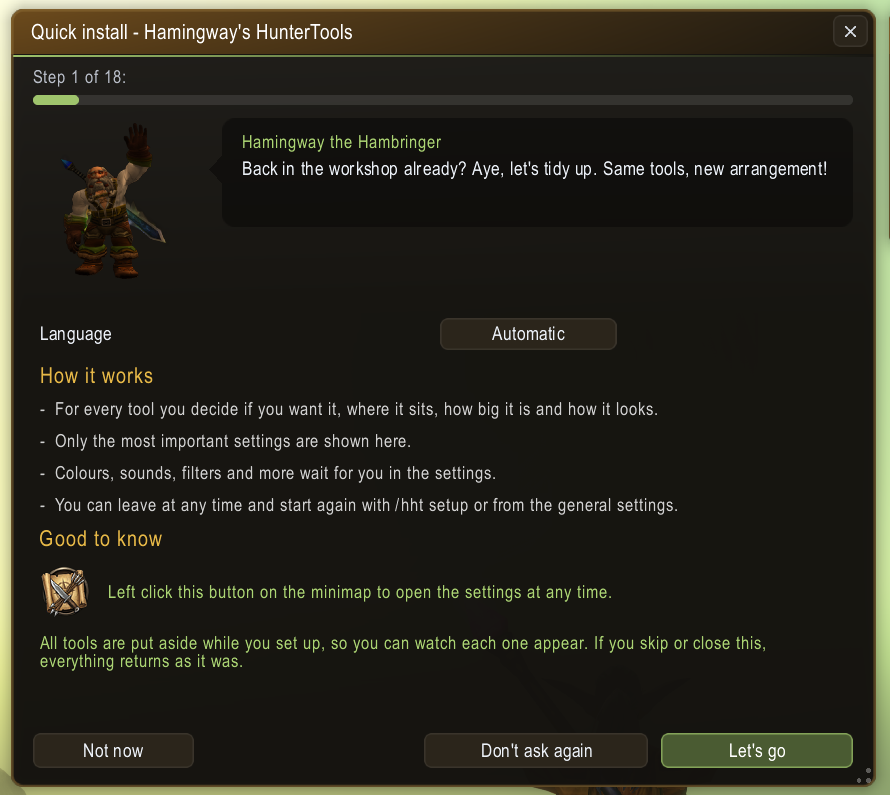 Quick install - Hamingway's HunterTools
Step 1 of 18:
Hamingway the Hambringer
Back in the workshop already? Aye, let's tidy up. Same tools, new arrangement!
Language
Automatic
How it works
- For every tool you decide if you want it, where it sits, how big it is and how it looks.
- Only the most important settings are shown here.
- Colours, sounds, filters and more wait for you in the settings.
- You can leave at any time and start again with /hht setup or from the general settings.
Good to know
Left click this button on the minimap to open the settings at any time.
All tools are put aside while you set up, so you can watch each one appear. If you skip or close this,
everything returns as it was.
Not now
Don't ask again
Let's go